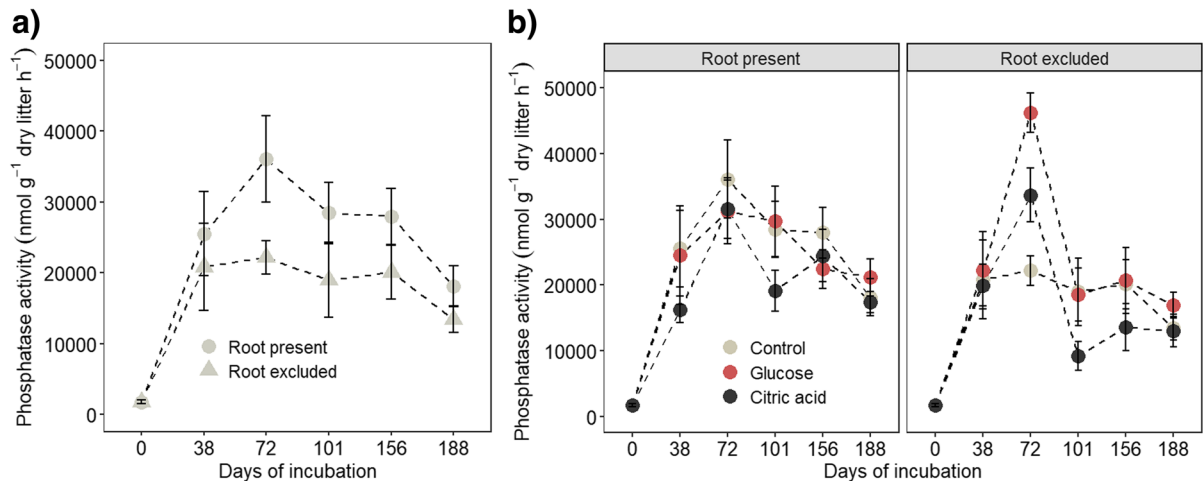 a)
Phosphatase activity (nmol g⁻¹ dry litter h⁻¹)
50000
40000
30000
20000
10000
0
Root present
Root excluded
0 38 72 101 156 188
Days of incubation
b)
Phosphatase activity (nmol g⁻¹ dry litter h⁻¹)
Root present
Root excluded
50000
40000
30000
20000
10000
0
Control
Glucose
Citric acid
0 38 72 101 156 188
0 38 72 101 156 188
Days of incubation
Days of incubation